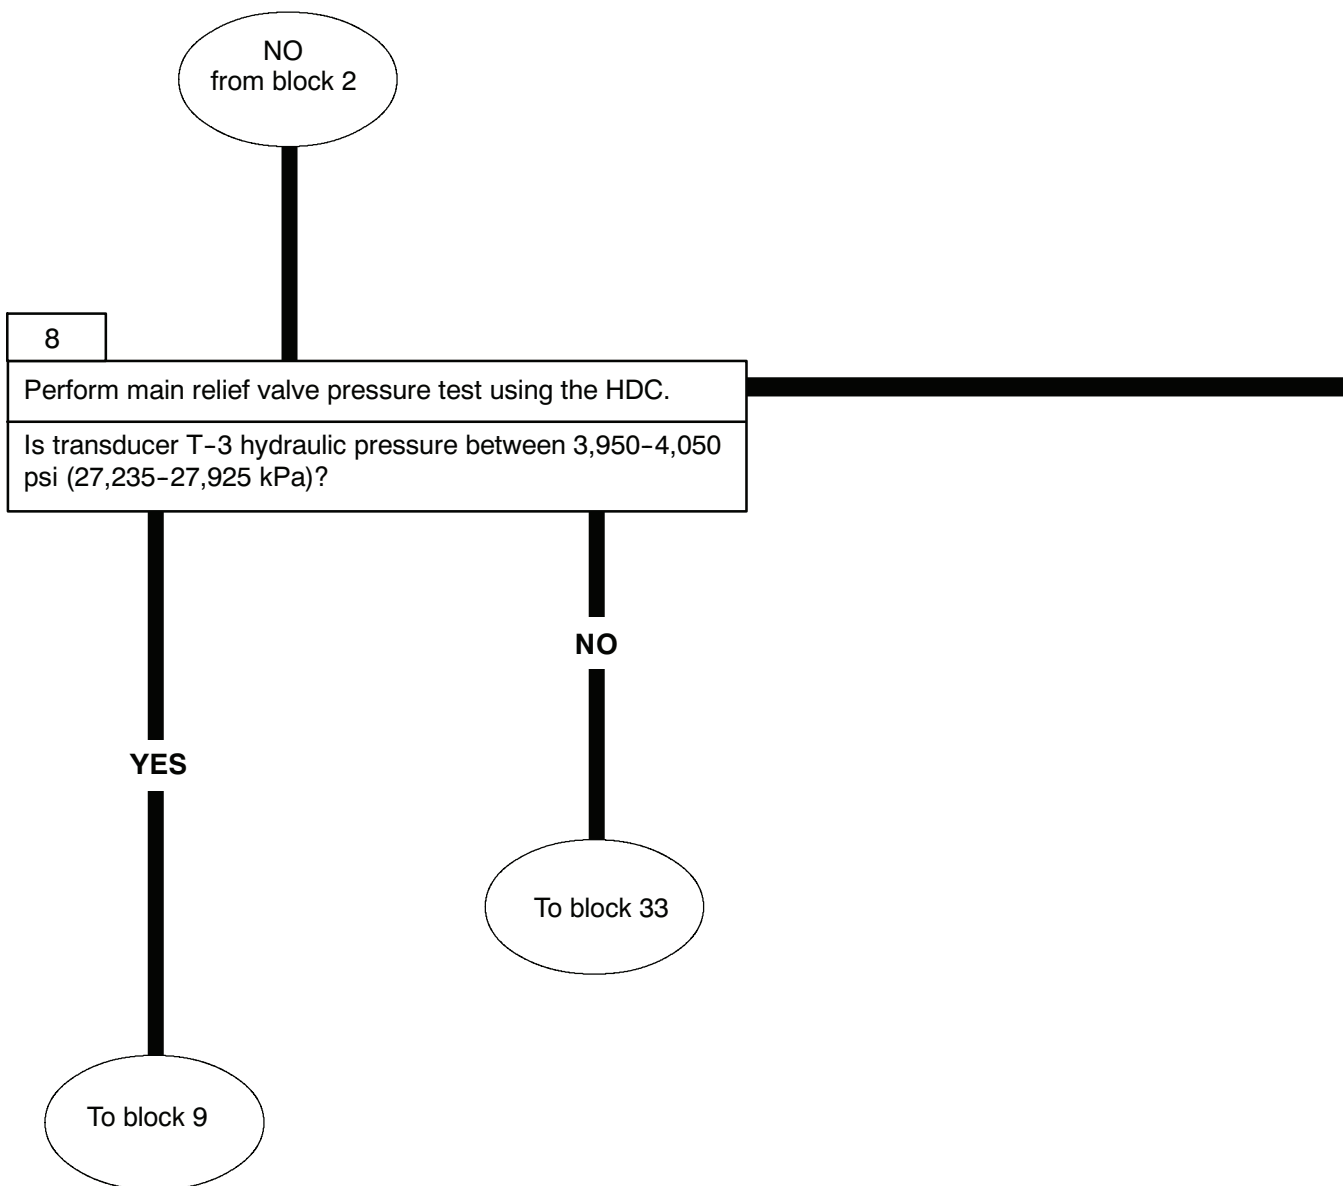 NO
from block 2
8
Perform main relief valve pressure test using the HDC.
Is transducer T-3 hydraulic pressure between 3,950-4,050
psi (27,235-27,925 kPa)?
NO
YES
To block 33
To block 9